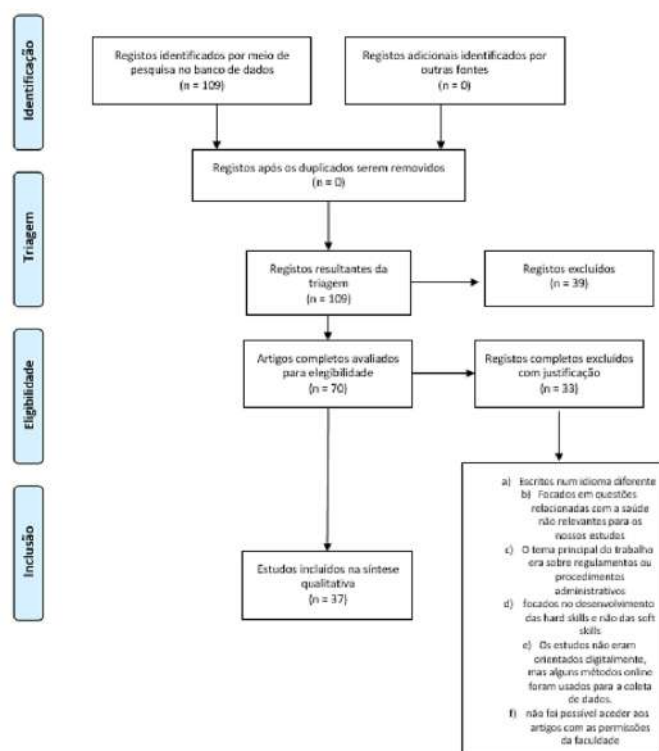 Identificação
Registos identificados por meio de
pesquisa no banco de dados
(n = 109)
Registos adicionais identificados por
outras fontes
(n = 0)
Registos após os duplicados serem removidos
(n = 0)
Triagem
Registos resultantes da
triagem
(n = 109)
Registos excluídos
(n = 39)
Eligibilidade
Artigos completos avaliados
para elegibilidade
(n = 70)
Registos completos excluídos
com justificação
(n = 33)
Inclusão
Estudos incluídos na síntese
qualitativa
(n = 37)
a) Escritos num idioma diferente
b) Focados em questões
relacionadas com a saúde
não relevantes para os
nossos estudos
c) O tema principal do trabalho
era sobre regulamentos ou
procedimentos
administrativos
d) focados no desenvolvimento
das hard skills e não das soft
skills
e) Os estudos não eram
orientados digitalmente,
mas alguns métodos online
foram usados para a coleta
de dados.
f) não foi possível aceder aos
artigos com as permissões
da faculdade